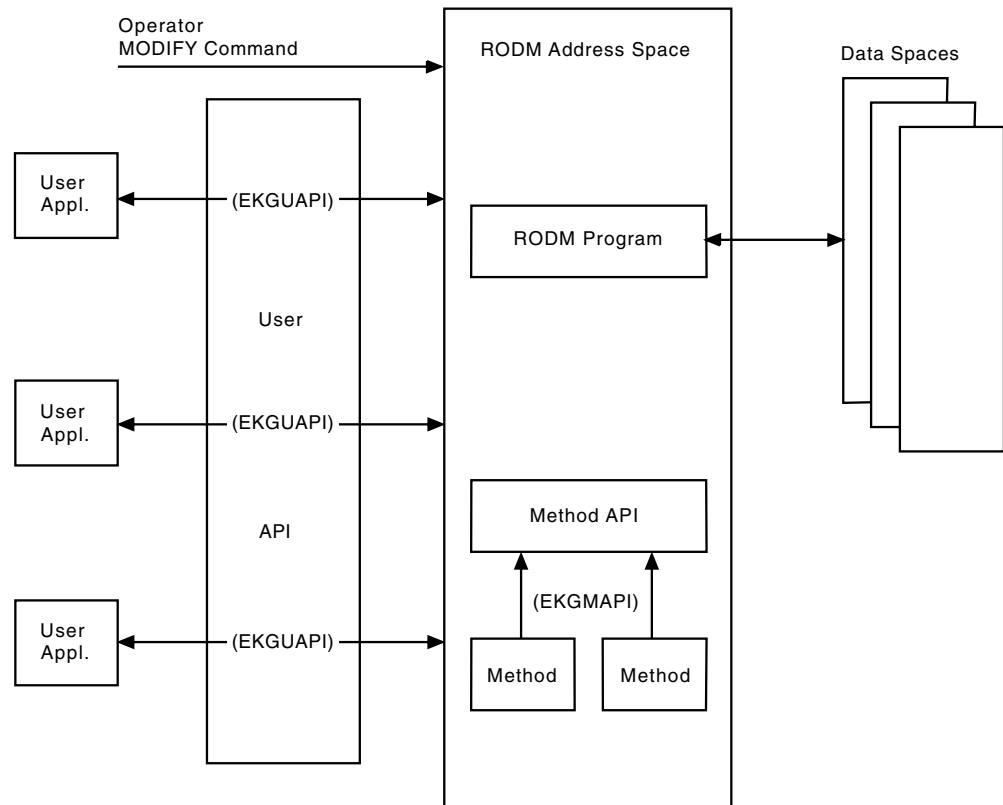 Operator
MODIFY Command
RODM Address Space
Data Spaces
User
Appl.
(EKGUAPI)
RODM Program
User
User
Appl.
(EKGUAPI)
Method API
API
(EKGMAPI)
User
Appl.
(EKGUAPI)
Method
Method